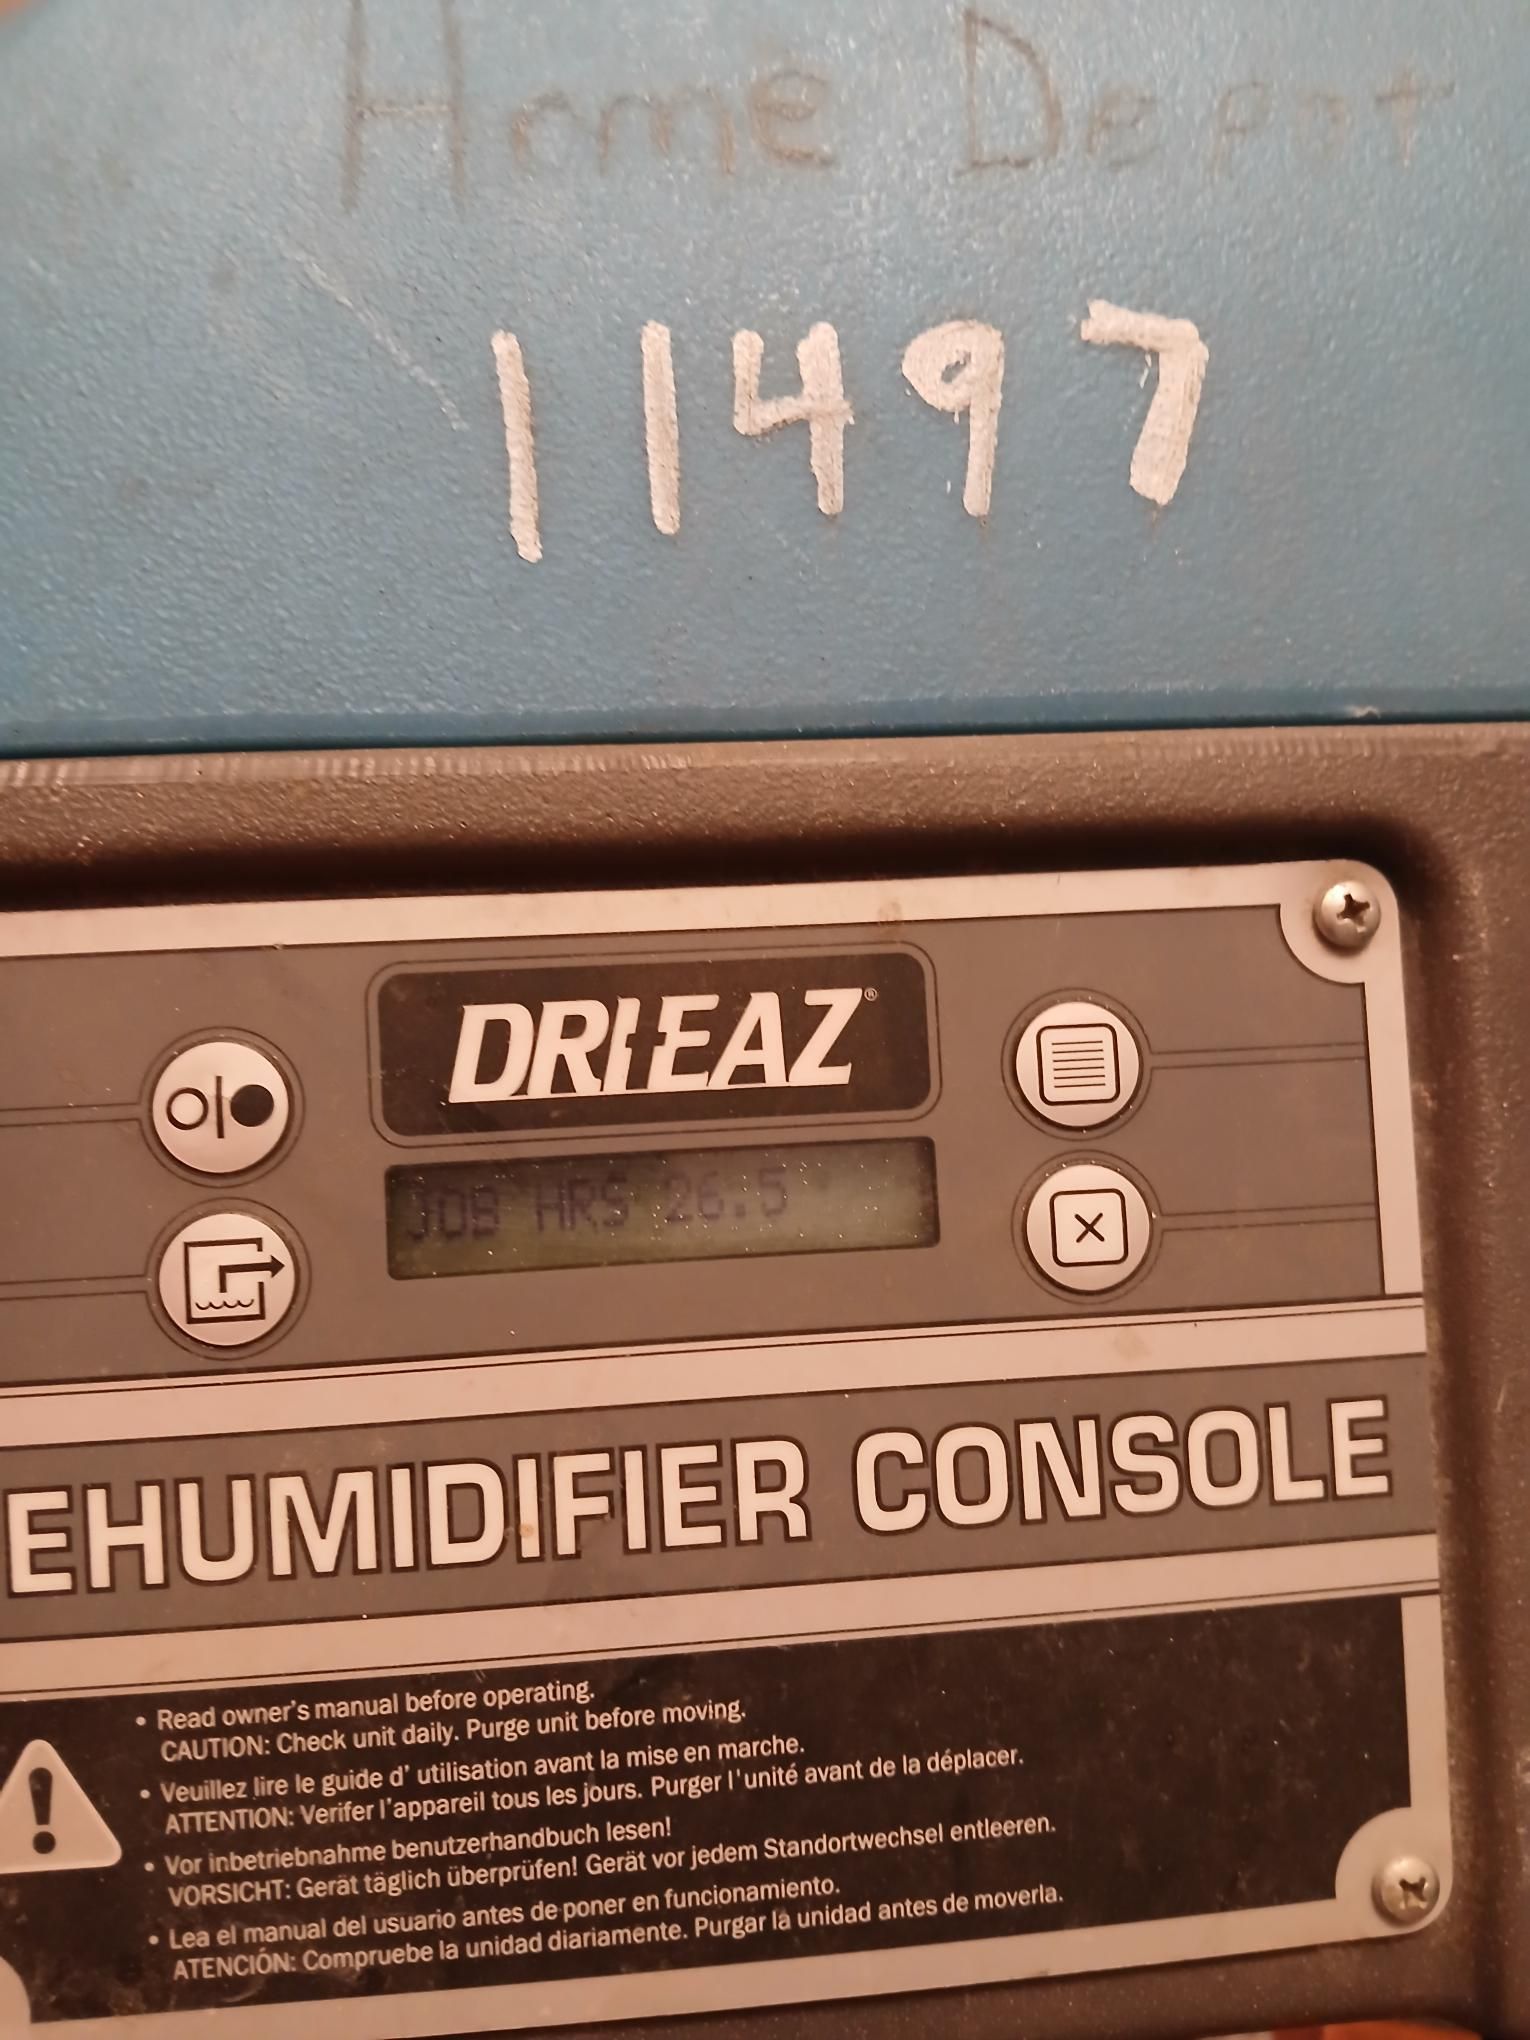 Home Depot
11497
DRI-EAZ®
JOB HRS 26.5
EHUMIDIFIER CONSOLE
• Read owner's manual before operating.
CAUTION: Check unit daily. Purge unit before moving.
• Veuillez lire le guide d' utilisation avant la mise en marche.
ATTENTION: Verifer l'appareil tous les jours. Purger l'unité avant de la déplacer.
• Vor inbetriebnahme benutzerhandbuch lesen!
VORSICHT: Gerät täglich überprüfen! Gerät vor jedem Standortwechsel entleeren.
• Lea el manual del usuario antes de poner en funcionamiento.
ATENCIÓN: Compruebe la unidad diariamente. Purgar la unidad antes de moverla.